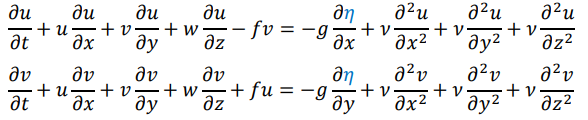 ∂u/∂t + u ∂u/∂x + v ∂u/∂y + w ∂u/∂z − fv = −g ∂η/∂x + ν ∂²u/∂x² + ν ∂²u/∂y² + ν ∂²u/∂z²
∂v/∂t + u ∂v/∂x + v ∂v/∂y + w ∂v/∂z + fu = −g ∂η/∂y + ν ∂²v/∂x² + ν ∂²v/∂y² + ν ∂²v/∂z²